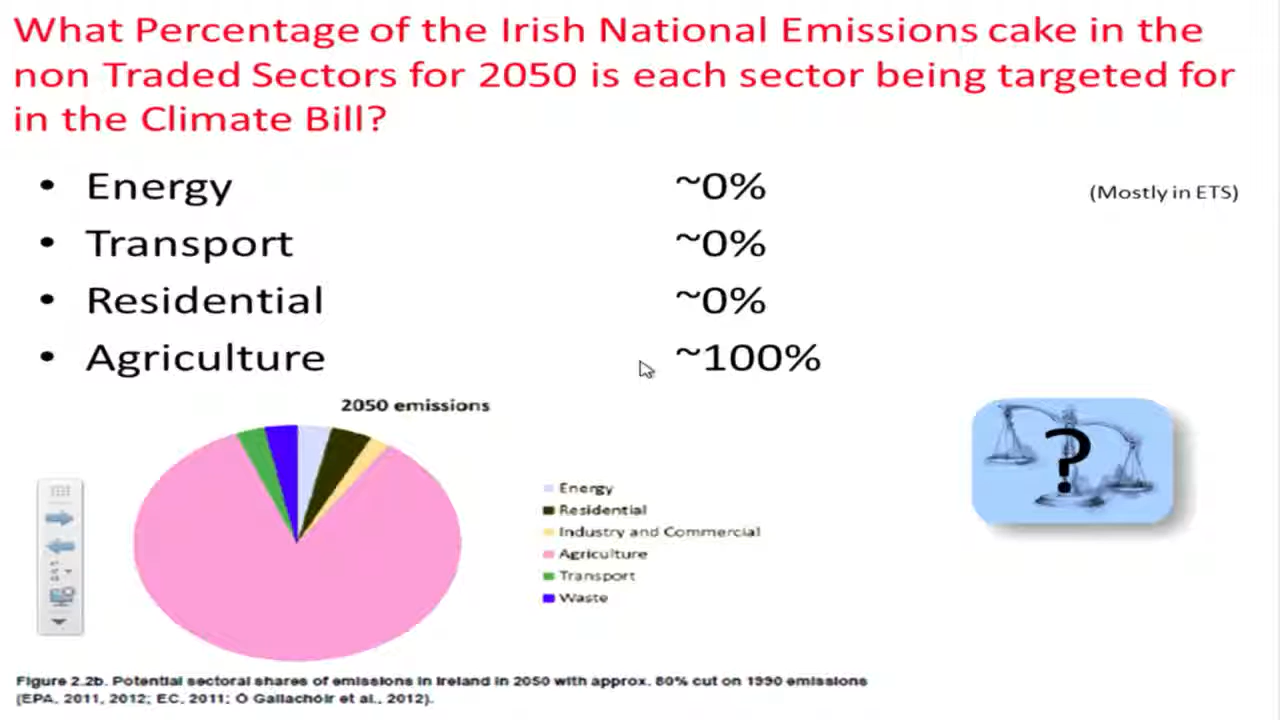 What Percentage of the Irish National Emissions cake in the
non Traded Sectors for 2050 is each sector being targeted for
in the Climate Bill?
• Energy ~0% (Mostly in ETS)
• Transport ~0%
• Residential ~0%
• Agriculture ~100%
2050 emissions
?
Energy
Residential
Industry and Commercial
Agriculture
Transport
Waste
Figure 2.2b. Potential sectoral shares of emissions in Ireland in 2050 with approx. 80% cut on 1990 emissions
(EPA, 2011, 2012; EC, 2011; Ó Gallachóir et al., 2012).